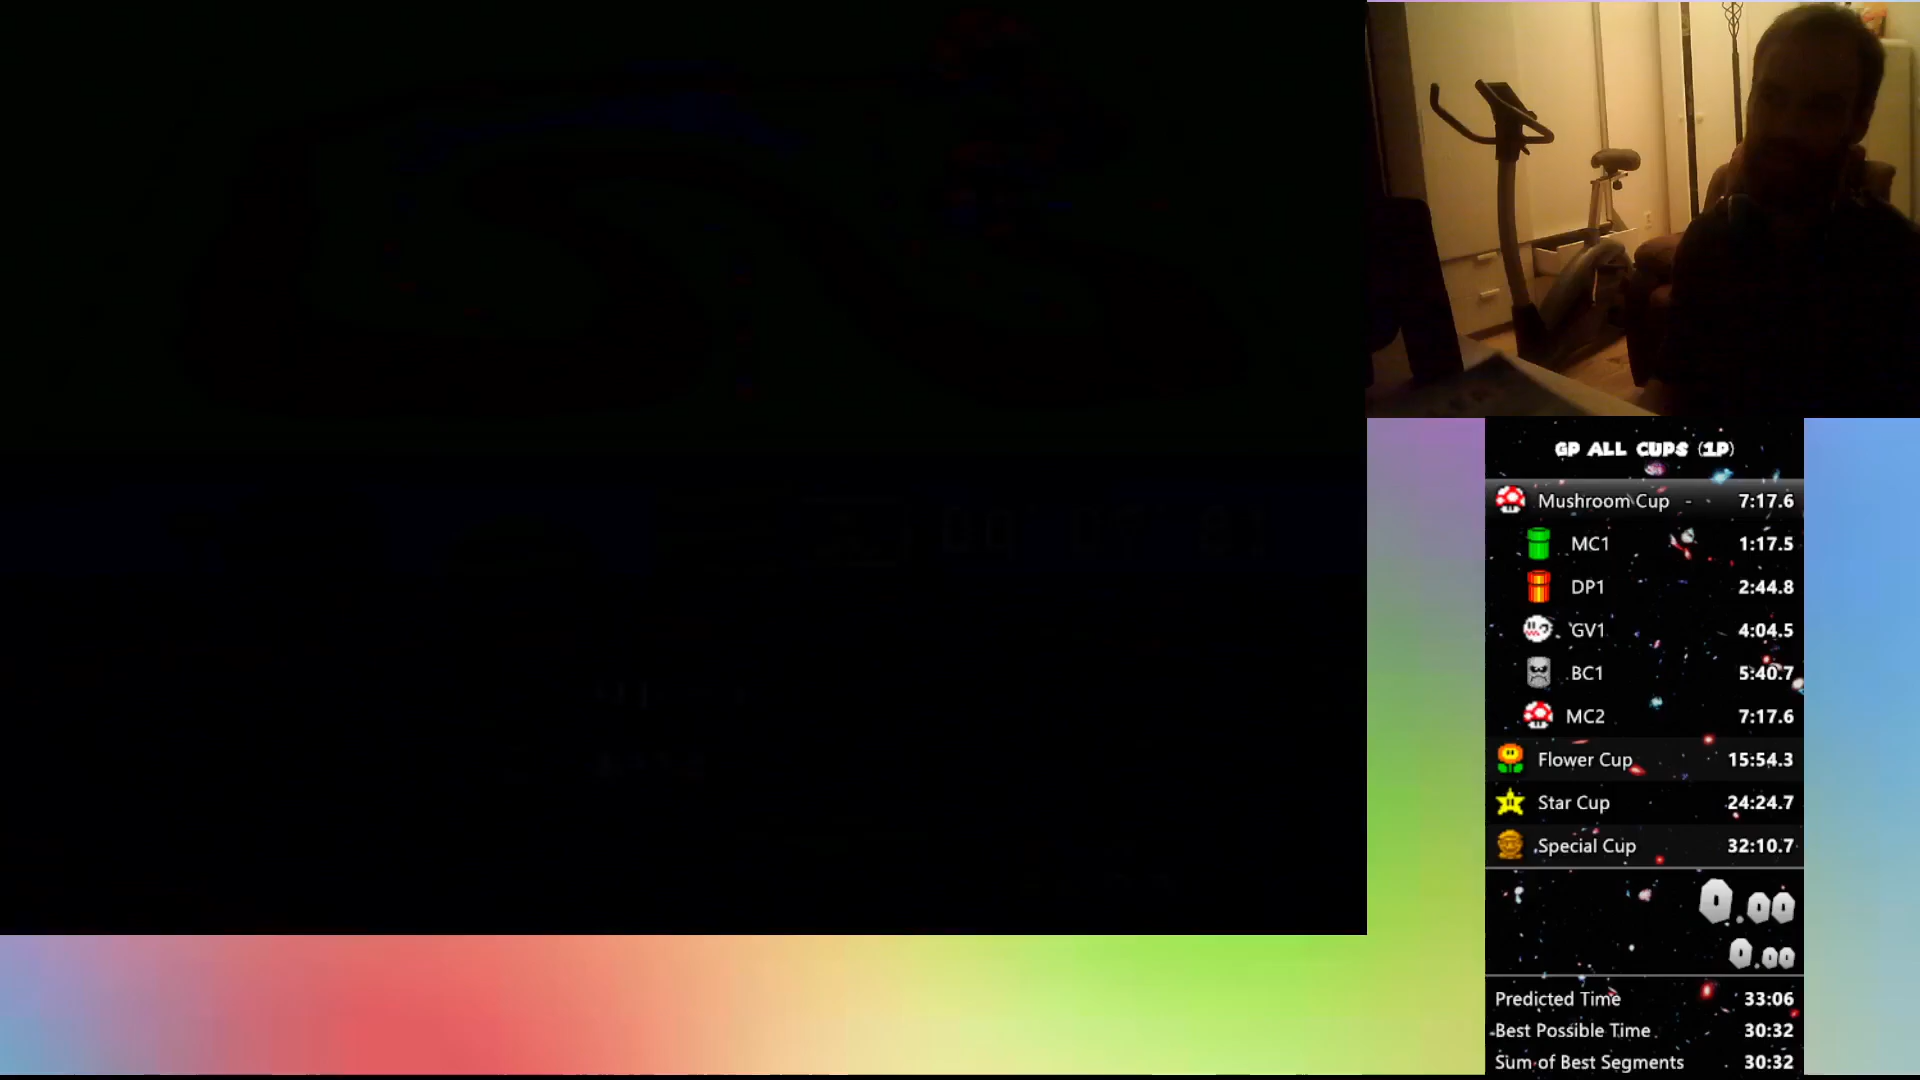 GP ALL CUPS (1P)
Mushroom Cup - 7:17.6
MC1 1:17.5
DP1 2:44.8
GV1 4:04.5
BC1 5:40.7
MC2 7:17.6
Flower Cup 15:54.3
Star Cup 24:24.7
Special Cup 32:10.7
0.00
0.00
Predicted Time 33:06
Best Possible Time 30:32
Sum of Best Segments 30:32